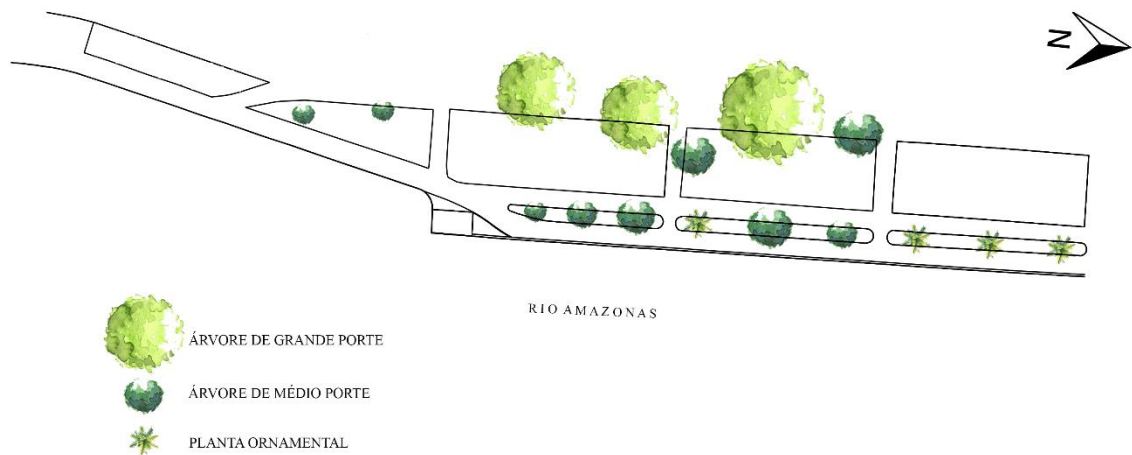 N
RIO AMAZONAS
ÁRVORE DE GRANDE PORTE
ÁRVORE DE MÉDIO PORTE
PLANTA ORNAMENTAL